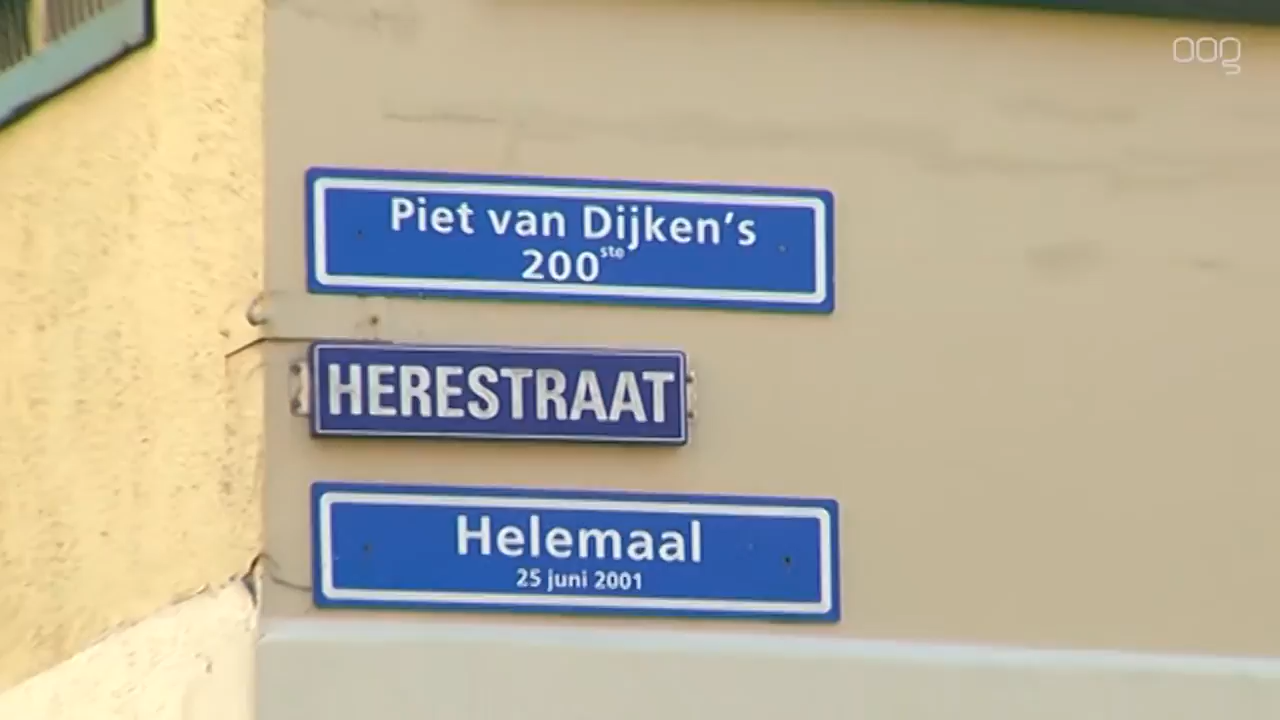 oog
Piet van Dijken's
200ste
HERESTRAAT
Helemaal
25 juni 2001